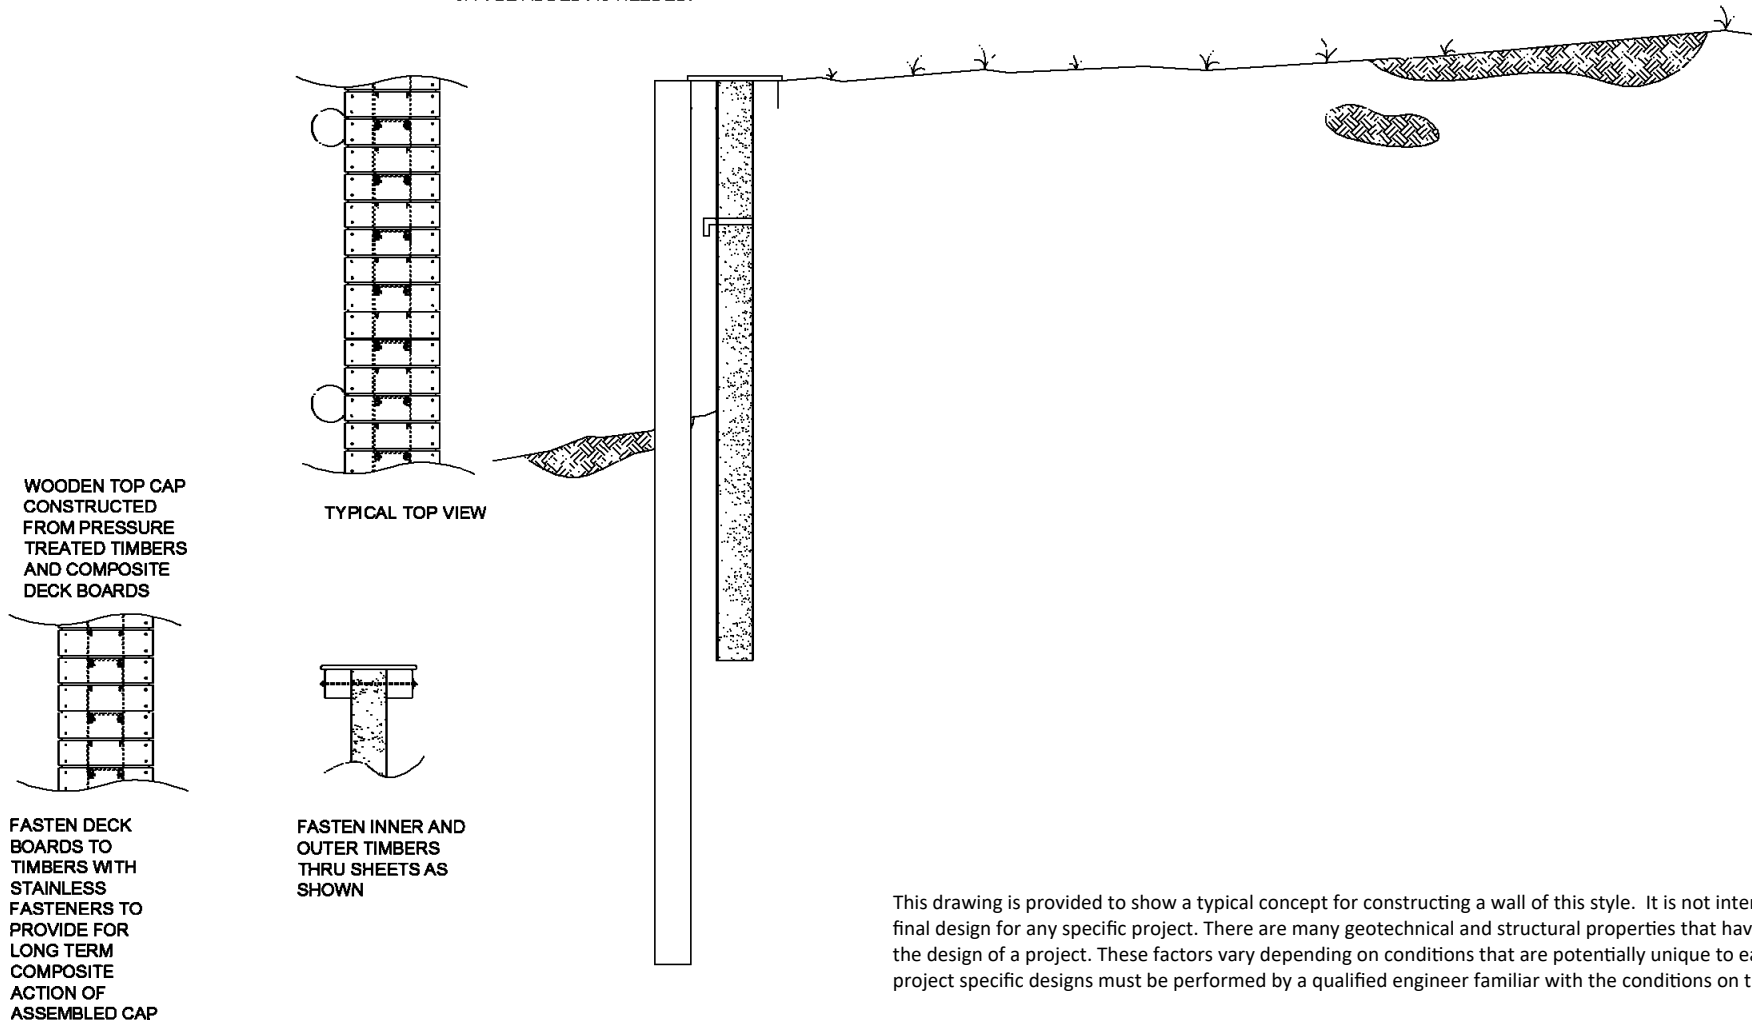 WOODEN TOP CAP
CONSTRUCTED
FROM PRESSURE
TREATED TIMBERS
AND COMPOSITE
DECK BOARDS
TYPICAL TOP VIEW
FASTEN DECK
BOARDS TO
TIMBERS WITH
STAINLESS
FASTENERS TO
PROVIDE FOR
LONG TERM
COMPOSITE
ACTION OF
ASSEMBLED CAP
FASTEN INNER AND
OUTER TIMBERS
THRU SHEETS AS
SHOWN
This drawing is provided to show a typical concept for constructing a wall of this style. It is not inter
final design for any specific project. There are many geotechnical and structural properties that hav
the design of a project. These factors vary depending on conditions that are potentially unique to ea
project specific designs must be performed by a qualified engineer familiar with the conditions on t